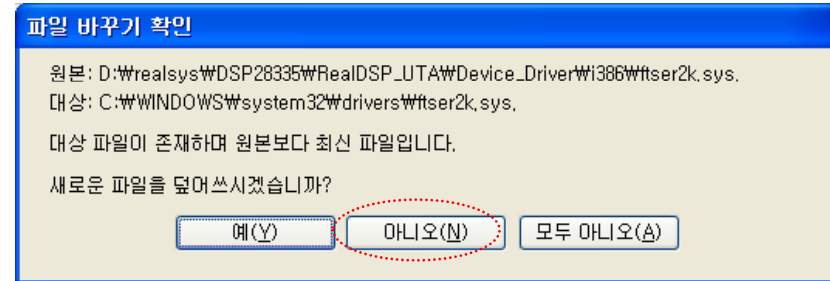 파일 바꾸기 확인
원본: D:₩realsys₩DSP28335₩RealDSP_UTA₩Device_Driver₩i386₩ftser2k.sys.
대상: C:₩WINDOWS₩system32₩drivers₩ftser2k.sys.
대상 파일이 존재하며 원본보다 최신 파일입니다.
새로운 파일을 덮어쓰시겠습니까?
예(Y) 아니오(N) 모두 아니오(A)